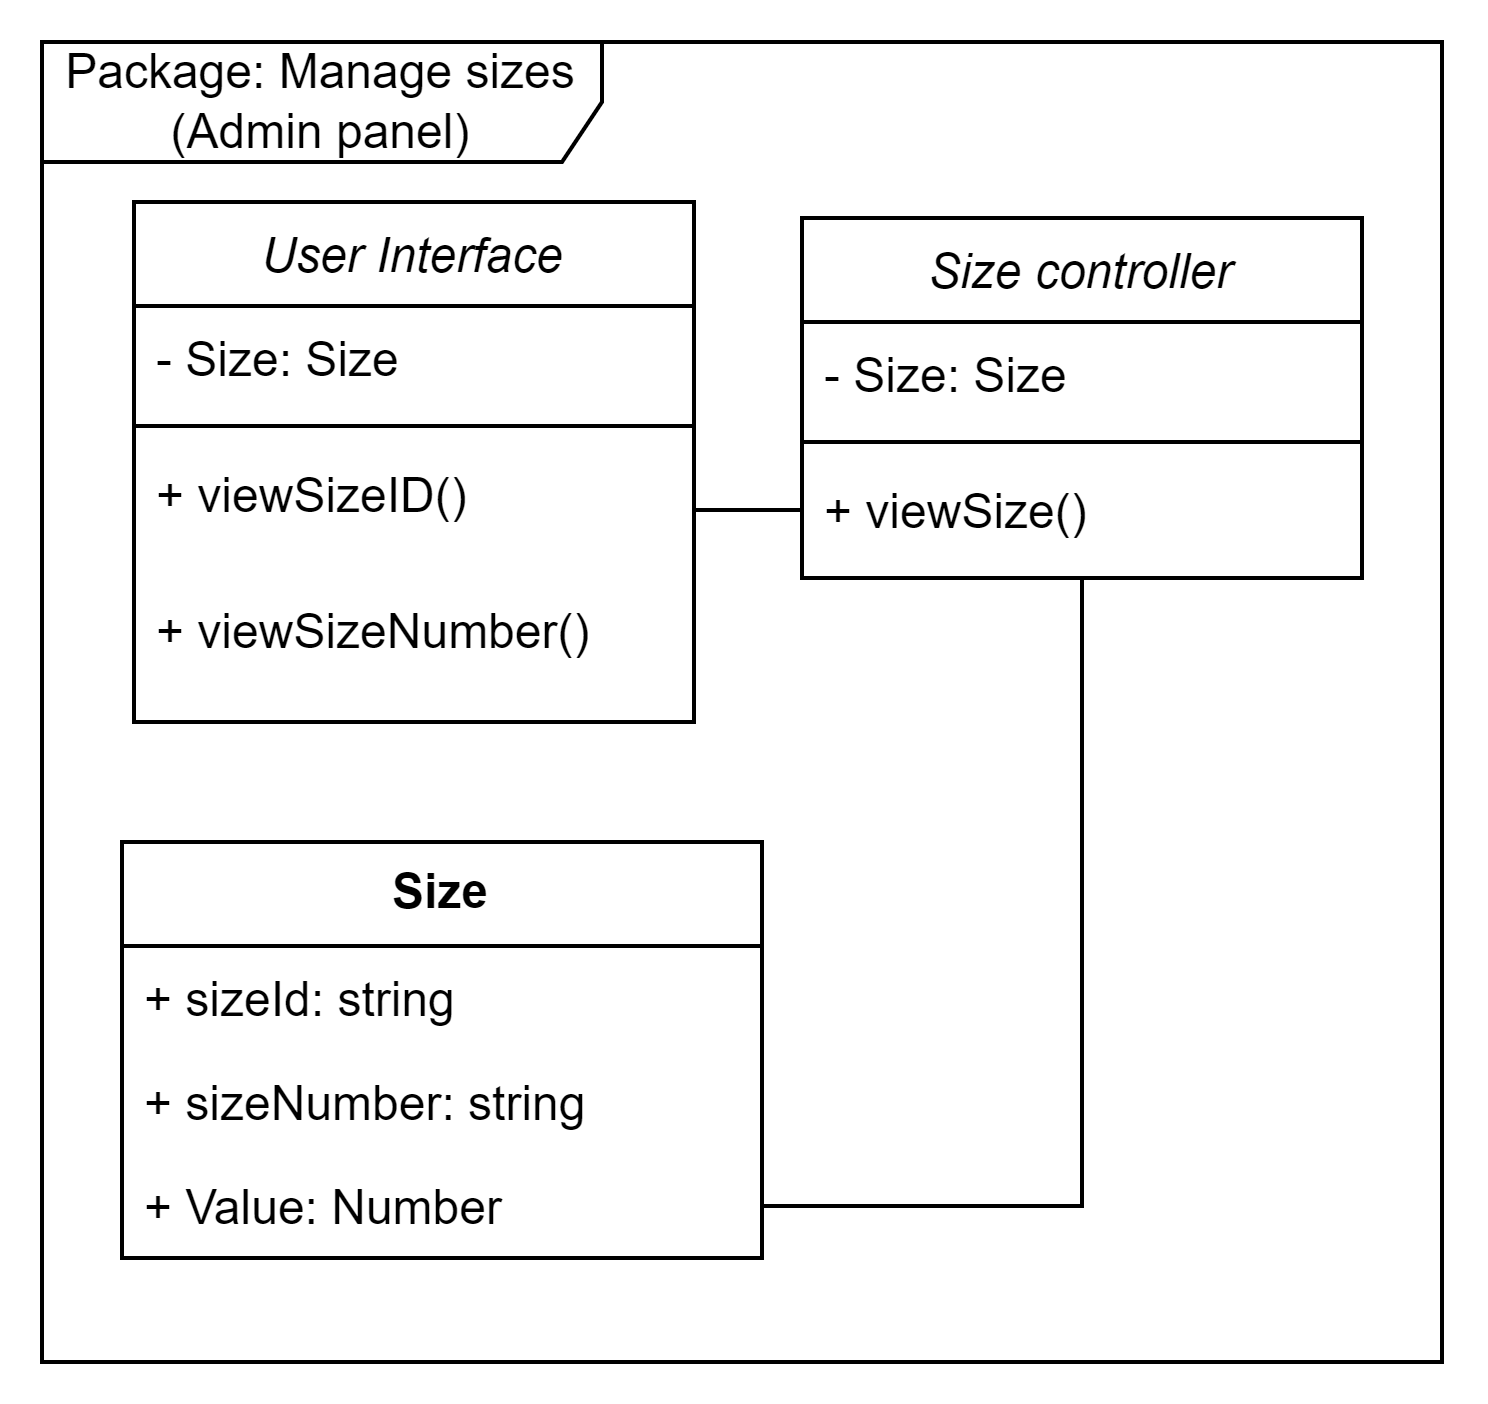 Package: Manage sizes
(Admin panel)
User Interface
- Size: Size
+ viewSizeID()
+ viewSizeNumber()
Size controller
- Size: Size
+ viewSize()
Size
+ sizeId: string
+ sizeNumber: string
+ Value: Number